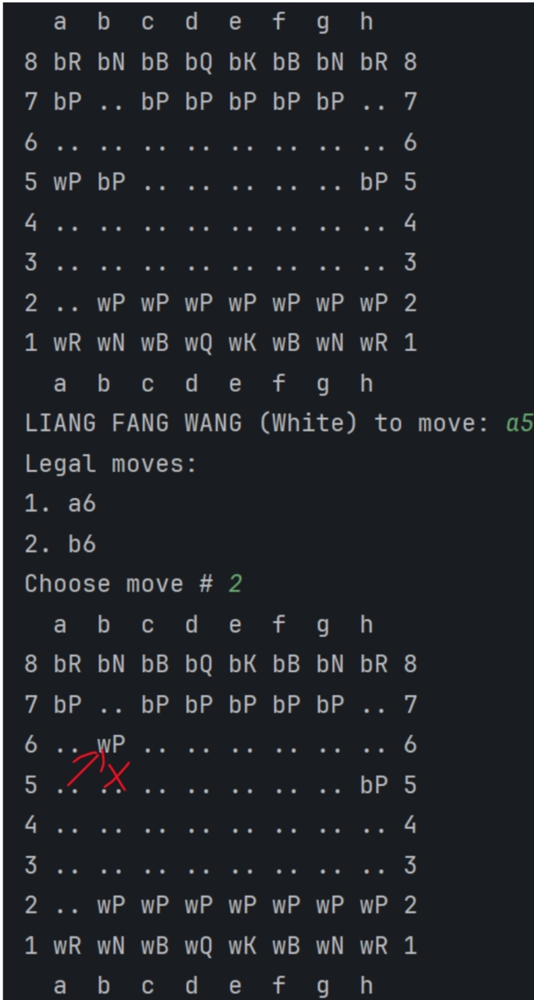 a b c d e f g h
8 bR bN bB bQ bK bB bN bR 8
7 bP .. bP bP bP bP bP .. 7
6 .. .. .. .. .. .. .. .. 6
5 wP bP .. .. .. .. .. bP 5
4 .. .. .. .. .. .. .. .. 4
3 .. .. .. .. .. .. .. .. 3
2 .. wP wP wP wP wP wP wP 2
1 wR wN wB wQ wK wB wN wR 1
a b c d e f g h
LIANG FANG WANG (White) to move: a5
Legal moves:
1. a6
2. b6
Choose move # 2
a b c d e f g h
8 bR bN bB bQ bK bB bN bR 8
7 bP .. bP bP bP bP bP .. 7
6 .. wP .. .. .. .. .. .. 6
5 .. .. .. .. .. .. .. bP 5
4 .. .. .. .. .. .. .. .. 4
3 .. .. .. .. .. .. .. .. 3
2 .. wP wP wP wP wP wP wP 2
1 wR wN wB wQ wK wB wN wR 1
a b c d e f g h